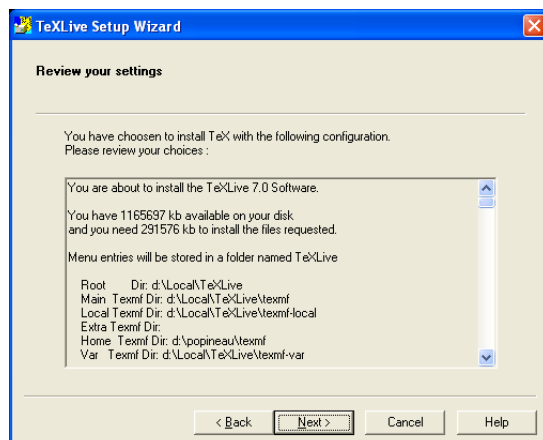 TeXLive Setup Wizard
Review your settings
You have choosen to install TeX with the following configuration.
Please review your choices :
You are about to install the TeXLive 7.0 Software.
You have 1165697 kb available on your disk
and you need 291576 kb to install the files requested.
Menu entries will be stored in a folder named TeXLive
Root Dir: d:\Local\TeXLive
Main Texmf Dir: d:\Local\TeXLive\texmf
Local Texmf Dir: d:\Local\TeXLive\texmf-local
Extra Texmf Dir:
Home Texmf Dir: d:\popineau\texmf
Var Texmf Dir: d:\Local\TeXLive\texmf-var
< Back Next > Cancel Help